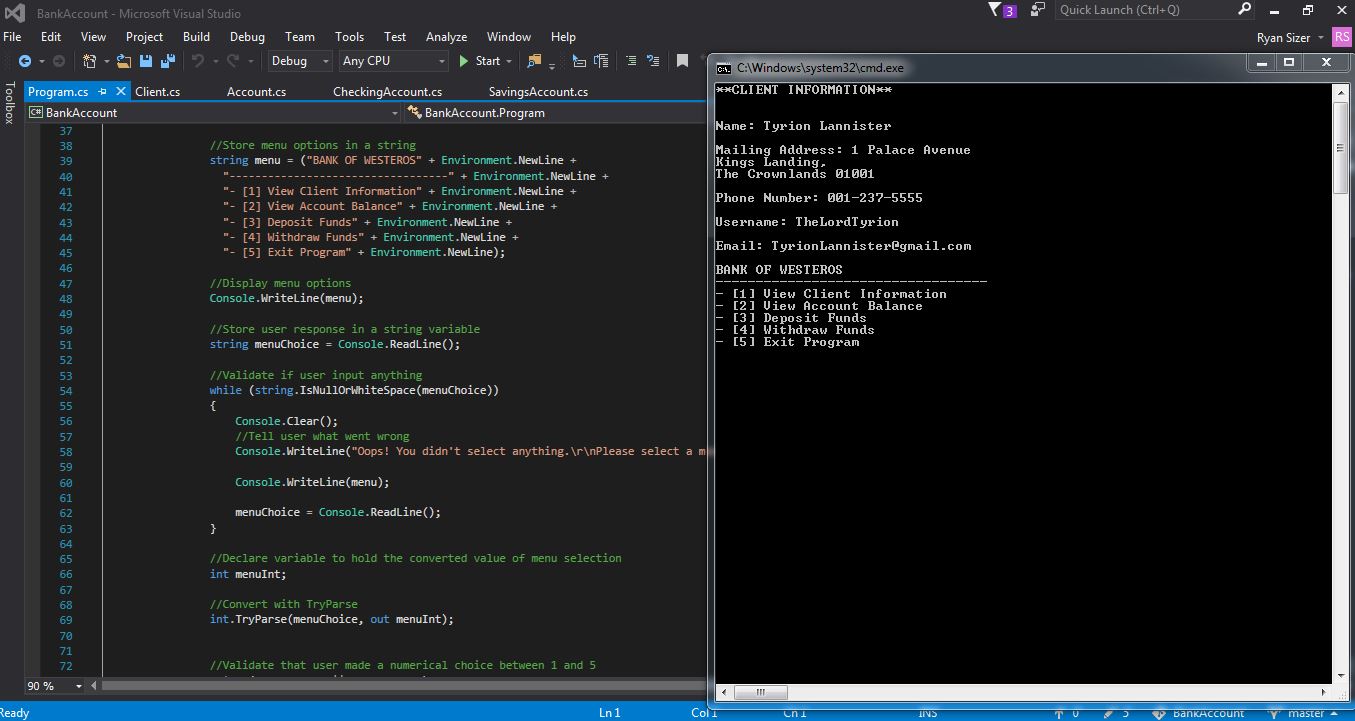 BankAccount - Microsoft Visual Studio
3
Quick Launch (Ctrl+Q)
File Edit View Project Build Debug Team Tools Test Analyze Window Help
Ryan Sizer RS
Debug Any CPU Start
Toolbox
Program.cs Client.cs Account.cs CheckingAccount.cs SavingsAccount.cs
C# BankAccount BankAccount.Program
37
38 //Store menu options in a string
39 string menu = ("BANK OF WESTEROS" + Environment.NewLine +
40 "----------------------------------" + Environment.NewLine +
41 "- [1] View Client Information" + Environment.NewLine +
42 "- [2] View Account Balance" + Environment.NewLine +
43 "- [3] Deposit Funds" + Environment.NewLine +
44 "- [4] Withdraw Funds" + Environment.NewLine +
45 "- [5] Exit Program" + Environment.NewLine);
46
47 //Display menu options
48 Console.WriteLine(menu);
49
50 //Store user response in a string variable
51 string menuChoice = Console.ReadLine();
52
53 //Validate if user input anything
54 while (string.IsNullOrWhiteSpace(menuChoice))
55 {
56 Console.Clear();
57 //Tell user what went wrong
58 Console.WriteLine("Oops! You didn't select anything.\r\nPlease select a m
59
60 Console.WriteLine(menu);
61
62 menuChoice = Console.ReadLine();
63 }
64
65 //Declare variable to hold the converted value of menu selection
66 int menuInt;
67
68 //Convert with TryParse
69 int.TryParse(menuChoice, out menuInt);
70
71
72 //Validate that user made a numerical choice between 1 and 5
90 %
C:\Windows\system32\cmd.exe
**CLIENT INFORMATION**
Name: Tyrion Lannister
Mailing Address: 1 Palace Avenue
Kings Landing,
The Crownlands 01001
Phone Number: 001-237-5555
Username: TheLordTyrion
Email: TyrionLannister@gmail.com
BANK OF WESTEROS
----------------------------------
- [1] View Client Information
- [2] View Account Balance
- [3] Deposit Funds
- [4] Withdraw Funds
- [5] Exit Program
Ready Ln 1 Col 1 Ch 1 INS 0 3 BankAccount master